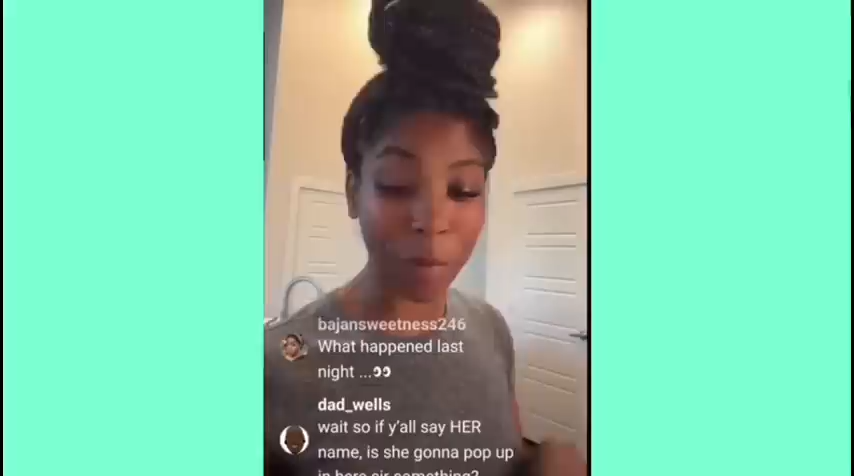 bajansweetness246
What happened last
night ...👀
dad_wells
wait so if y'all say HER
name, is she gonna pop up
in here sir something?